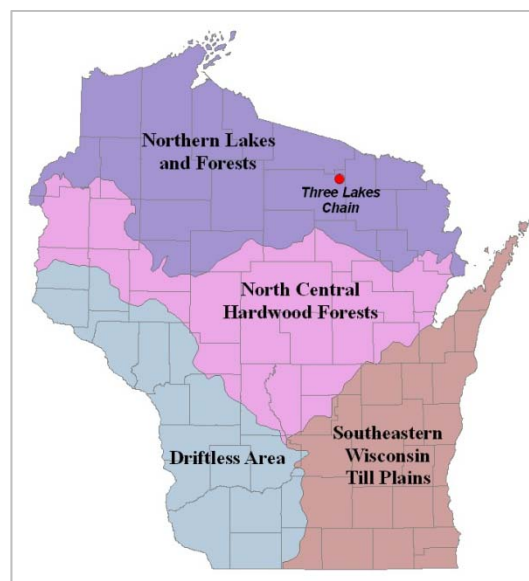 Northern Lakes
and Forests
Three Lakes
Chain
North Central
Hardwood Forests
Driftless Area
Southeastern
Wisconsin
Till Plains